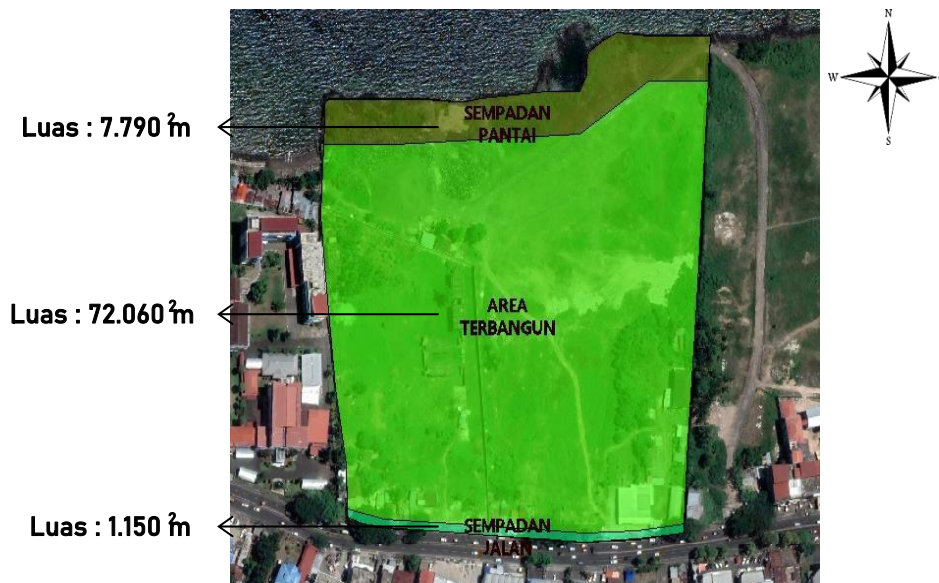 N
W
S
SEMPADAN
PANTAI
Luas : 7.790 m²
AREA
TERBANGUN
Luas : 72.060 m²
SEMPADAN
JALAN
Luas : 1.150 m²